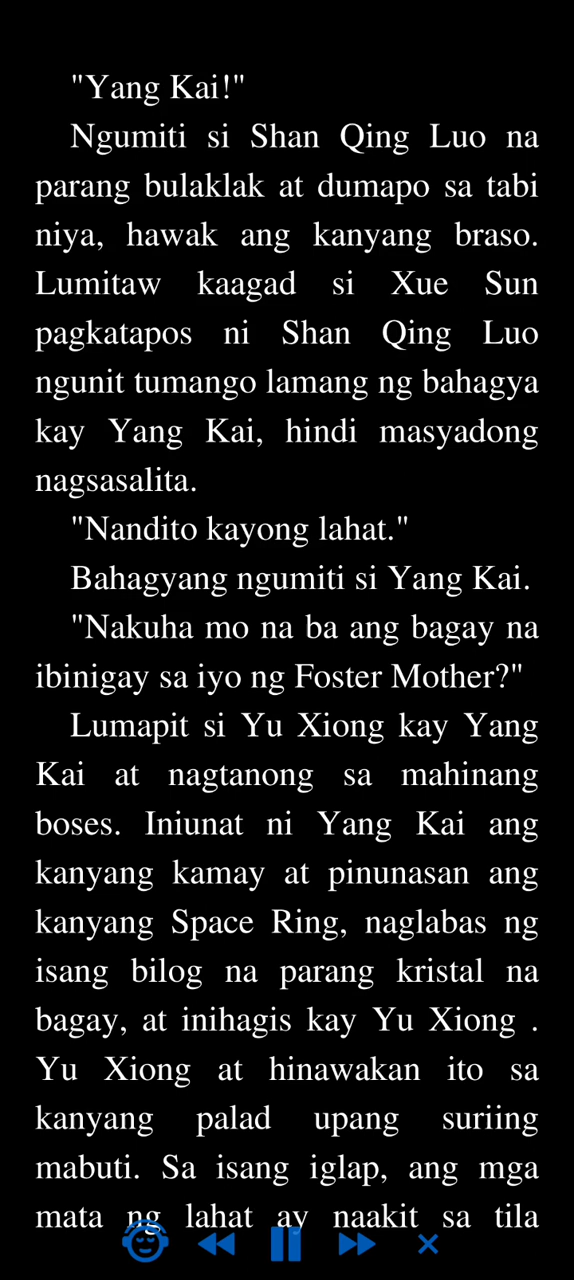 "Yang Kai!"
Ngumiti si Shan Qing Luo na
parang bulaklak at dumapo sa tabi
niya, hawak ang kanyang braso.
Lumitaw kaagad si Xue Sun
pagkatapos ni Shan Qing Luo
ngunit tumango lamang ng bahagya
kay Yang Kai, hindi masyadong
nagsasalita.
"Nandito kayong lahat."
Bahagyang ngumiti si Yang Kai.
"Nakuha mo na ba ang bagay na
ibinigay sa iyo ng Foster Mother?"
Lumapit si Yu Xiong kay Yang
Kai at nagtanong sa mahinang
boses. Iniunat ni Yang Kai ang
kanyang kamay at pinunasan ang
kanyang Space Ring, naglabas ng
isang bilog na parang kristal na
bagay, at inihagis kay Yu Xiong .
Yu Xiong at hinawakan ito sa
kanyang palad upang suriing
mabuti. Sa isang iglap, ang mga
mata ng lahat ay naakit sa tila